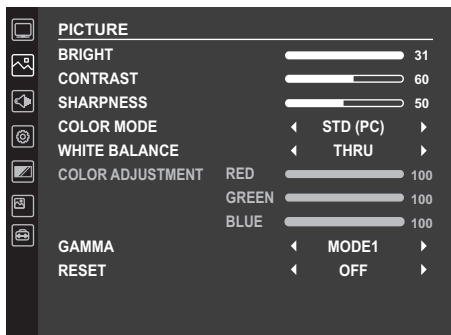 PICTURE
BRIGHT 31
CONTRAST 60
SHARPNESS 50
COLOR MODE STD (PC)
WHITE BALANCE THRU
COLOR ADJUSTMENT RED 100
GREEN 100
BLUE 100
GAMMA MODE1
RESET OFF